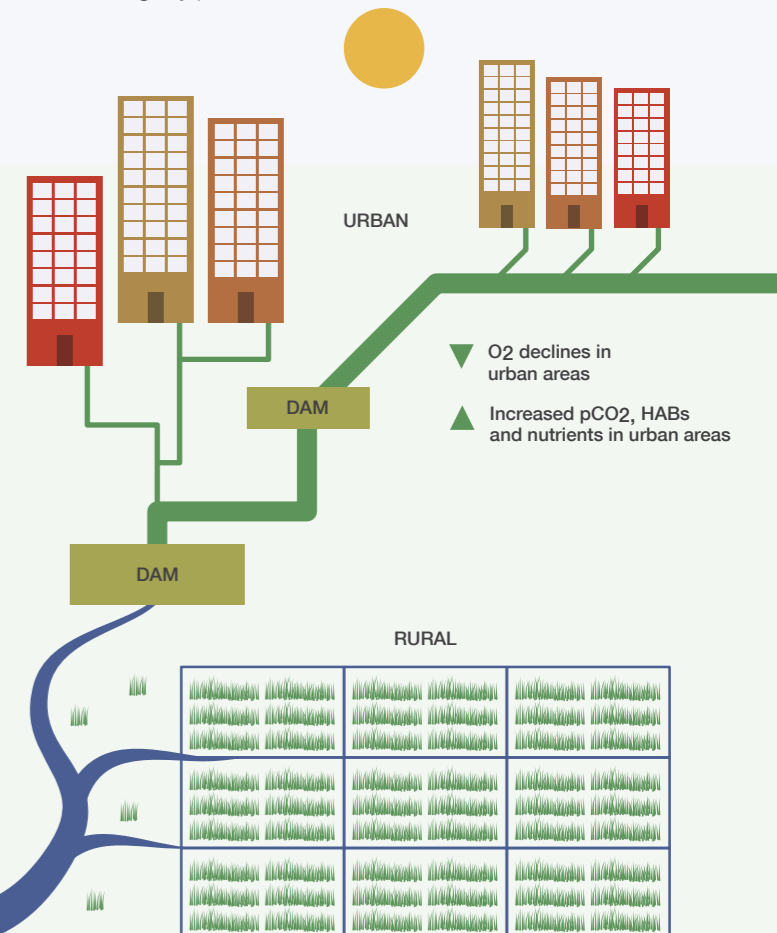 URBAN
O2 declines in
urban areas
DAM
Increased pCO2, HABs
and nutrients in urban areas
DAM
RURAL